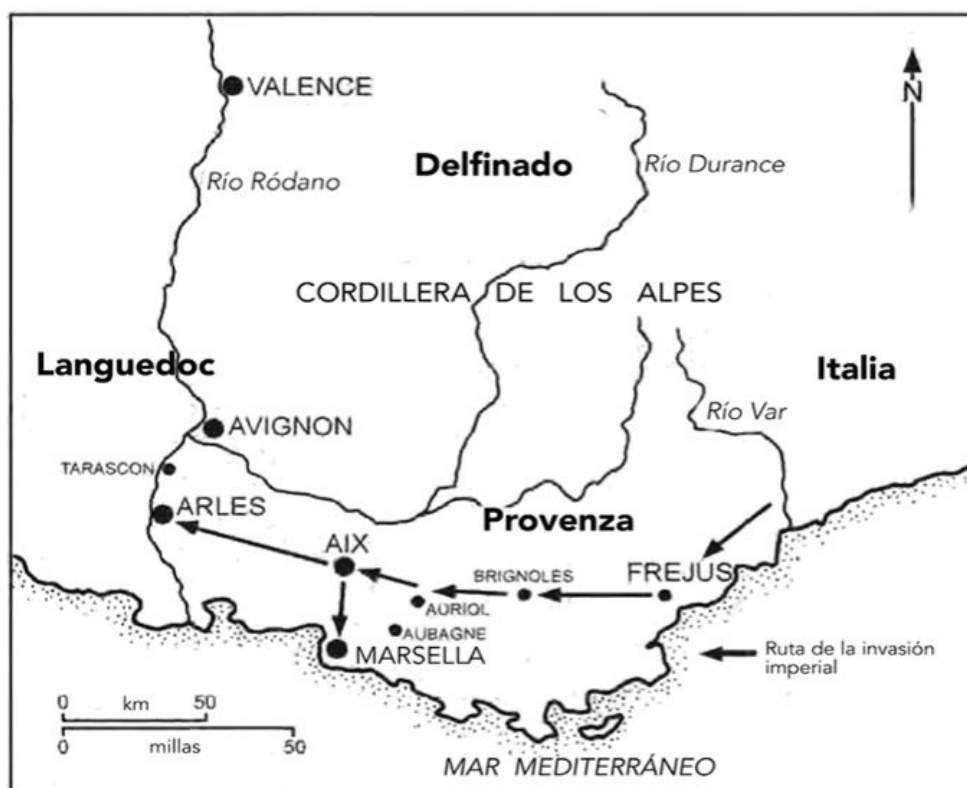 VALENCE
N
Delfinado
Río Ródano
Río Durance
CORDILLERA DE LOS ALPES
Languedoc
Italia
Río Var
AVIGNON
TARASCON
ARLES
Provenza
AIX
BRIGNOLES
FREJUS
AURIOL
AUBAGNE
MARSELLA
Ruta de la invasión
imperial
0 km 50
0 millas 50
MAR MEDITERRÁNEO